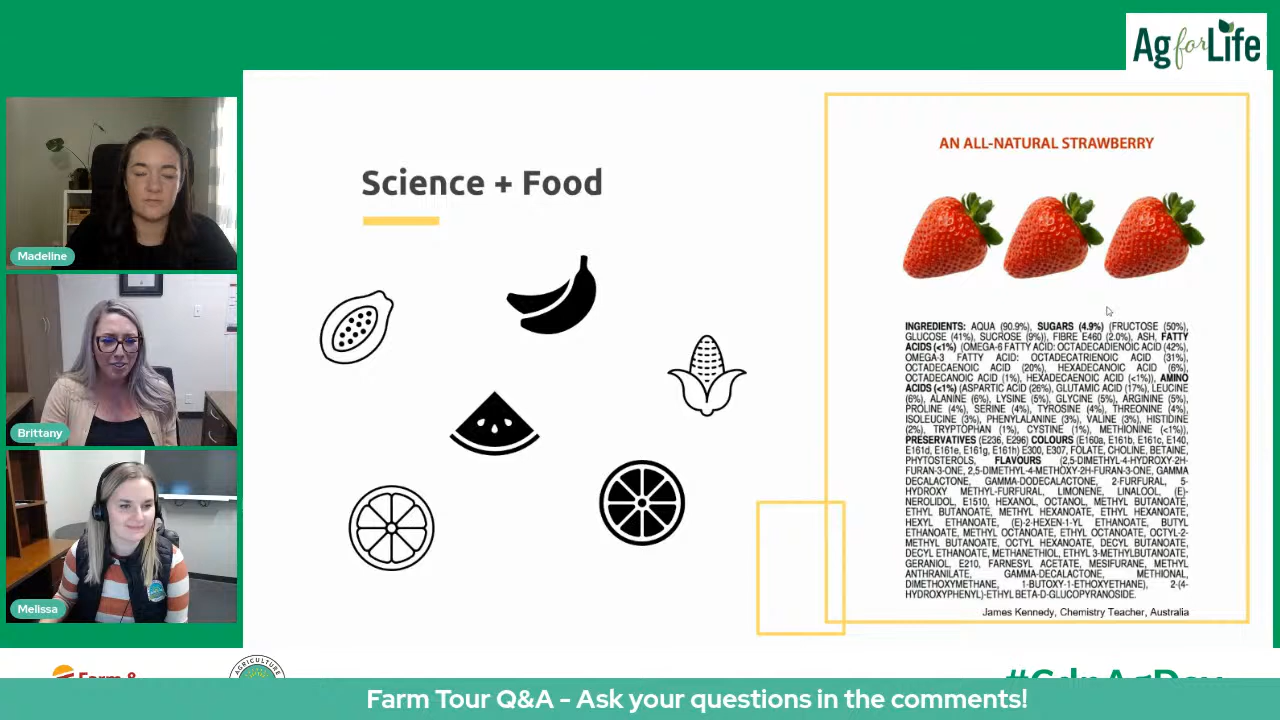 Ag for Life
Madeline
Brittany
Melissa
Science + Food
AN ALL-NATURAL STRAWBERRY
INGREDIENTS: AQUA (90.9%), SUGARS (4.9%) (FRUCTOSE (50%),
GLUCOSE (41%), SUCROSE (9%)), FIBRE E460 (2.0%), ASH, FATTY
ACIDS (<1%) (OMEGA-6 FATTY ACID: OCTADECADIENOIC ACID (42%),
OMEGA-3 FATTY ACID: OCTADECATRIENOIC ACID (31%),
OCTADECAENOIC ACID (20%), HEXADECANOIC ACID (6%),
OCTADECANOIC ACID (1%), HEXADECAENOIC ACID (<1%)), AMINO
ACIDS (<1%) (ASPARTIC ACID (26%), GLUTAMIC ACID (17%), LEUCINE
(6%), ALANINE (6%), LYSINE (5%), GLYCINE (5%), ARGININE (5%),
PROLINE (4%), SERINE (4%), TYROSINE (4%), THREONINE (4%),
ISOLEUCINE (3%), PHENYLALANINE (3%), VALINE (3%), HISTIDINE
(2%), TRYPTOPHAN (1%), CYSTINE (1%), METHIONINE (<1%)),
PRESERVATIVES (E236, E296) COLOURS (E160a, E161b, E161c, E140,
E161d, E161e, E161g, E161h) E300, E307, FOLATE, CHOLINE, BETAINE,
PHYTOSTEROLS, FLAVOURS (2,5-DIMETHYL-4-HYDROXY-2H-
FURAN-3-ONE, 2,5-DIMETHYL-4-METHOXY-2H-FURAN-3-ONE, GAMMA
DECALACTONE, GAMMA-DODECALACTONE, 2-FURFURAL, 5-
HYDROXY METHYL-FURFURAL, LIMONENE, LINALOOL, (E)-
NEROLIDOL, E1510, HEXANOL, OCTANOL, METHYL BUTANOATE,
ETHYL BUTANOATE, METHYL HEXANOATE, ETHYL HEXANOATE,
HEXYL ETHANOATE, (E)-2-HEXEN-1-YL ETHANOATE, BUTYL
ETHANOATE, METHYL OCTANOATE, ETHYL OCTANOATE, OCTYL-2-
METHYL BUTANOATE, OCTYL HEXANOATE, DECYL BUTANOATE,
DECYL ETHANOATE, METHANETHIOL, ETHYL 3-METHYLBUTANOATE,
GERANIOL, E210, FARNESYL ACETATE, MESIFURANE, METHYL
ANTHRANILATE, GAMMA-DECALACTONE, METHIONAL,
DIMETHOXYMETHANE, 1-BUTOXY-1-ETHOXYETHANE), 2-(4-
HYDROXYPHENYL)-ETHYL BETA-D-GLUCOPYRANOSIDE.
James Kennedy, Chemistry Teacher, Australia
Farm &
AGRICULTURE
#CdnAgDay
Farm Tour Q&A - Ask your questions in the comments!